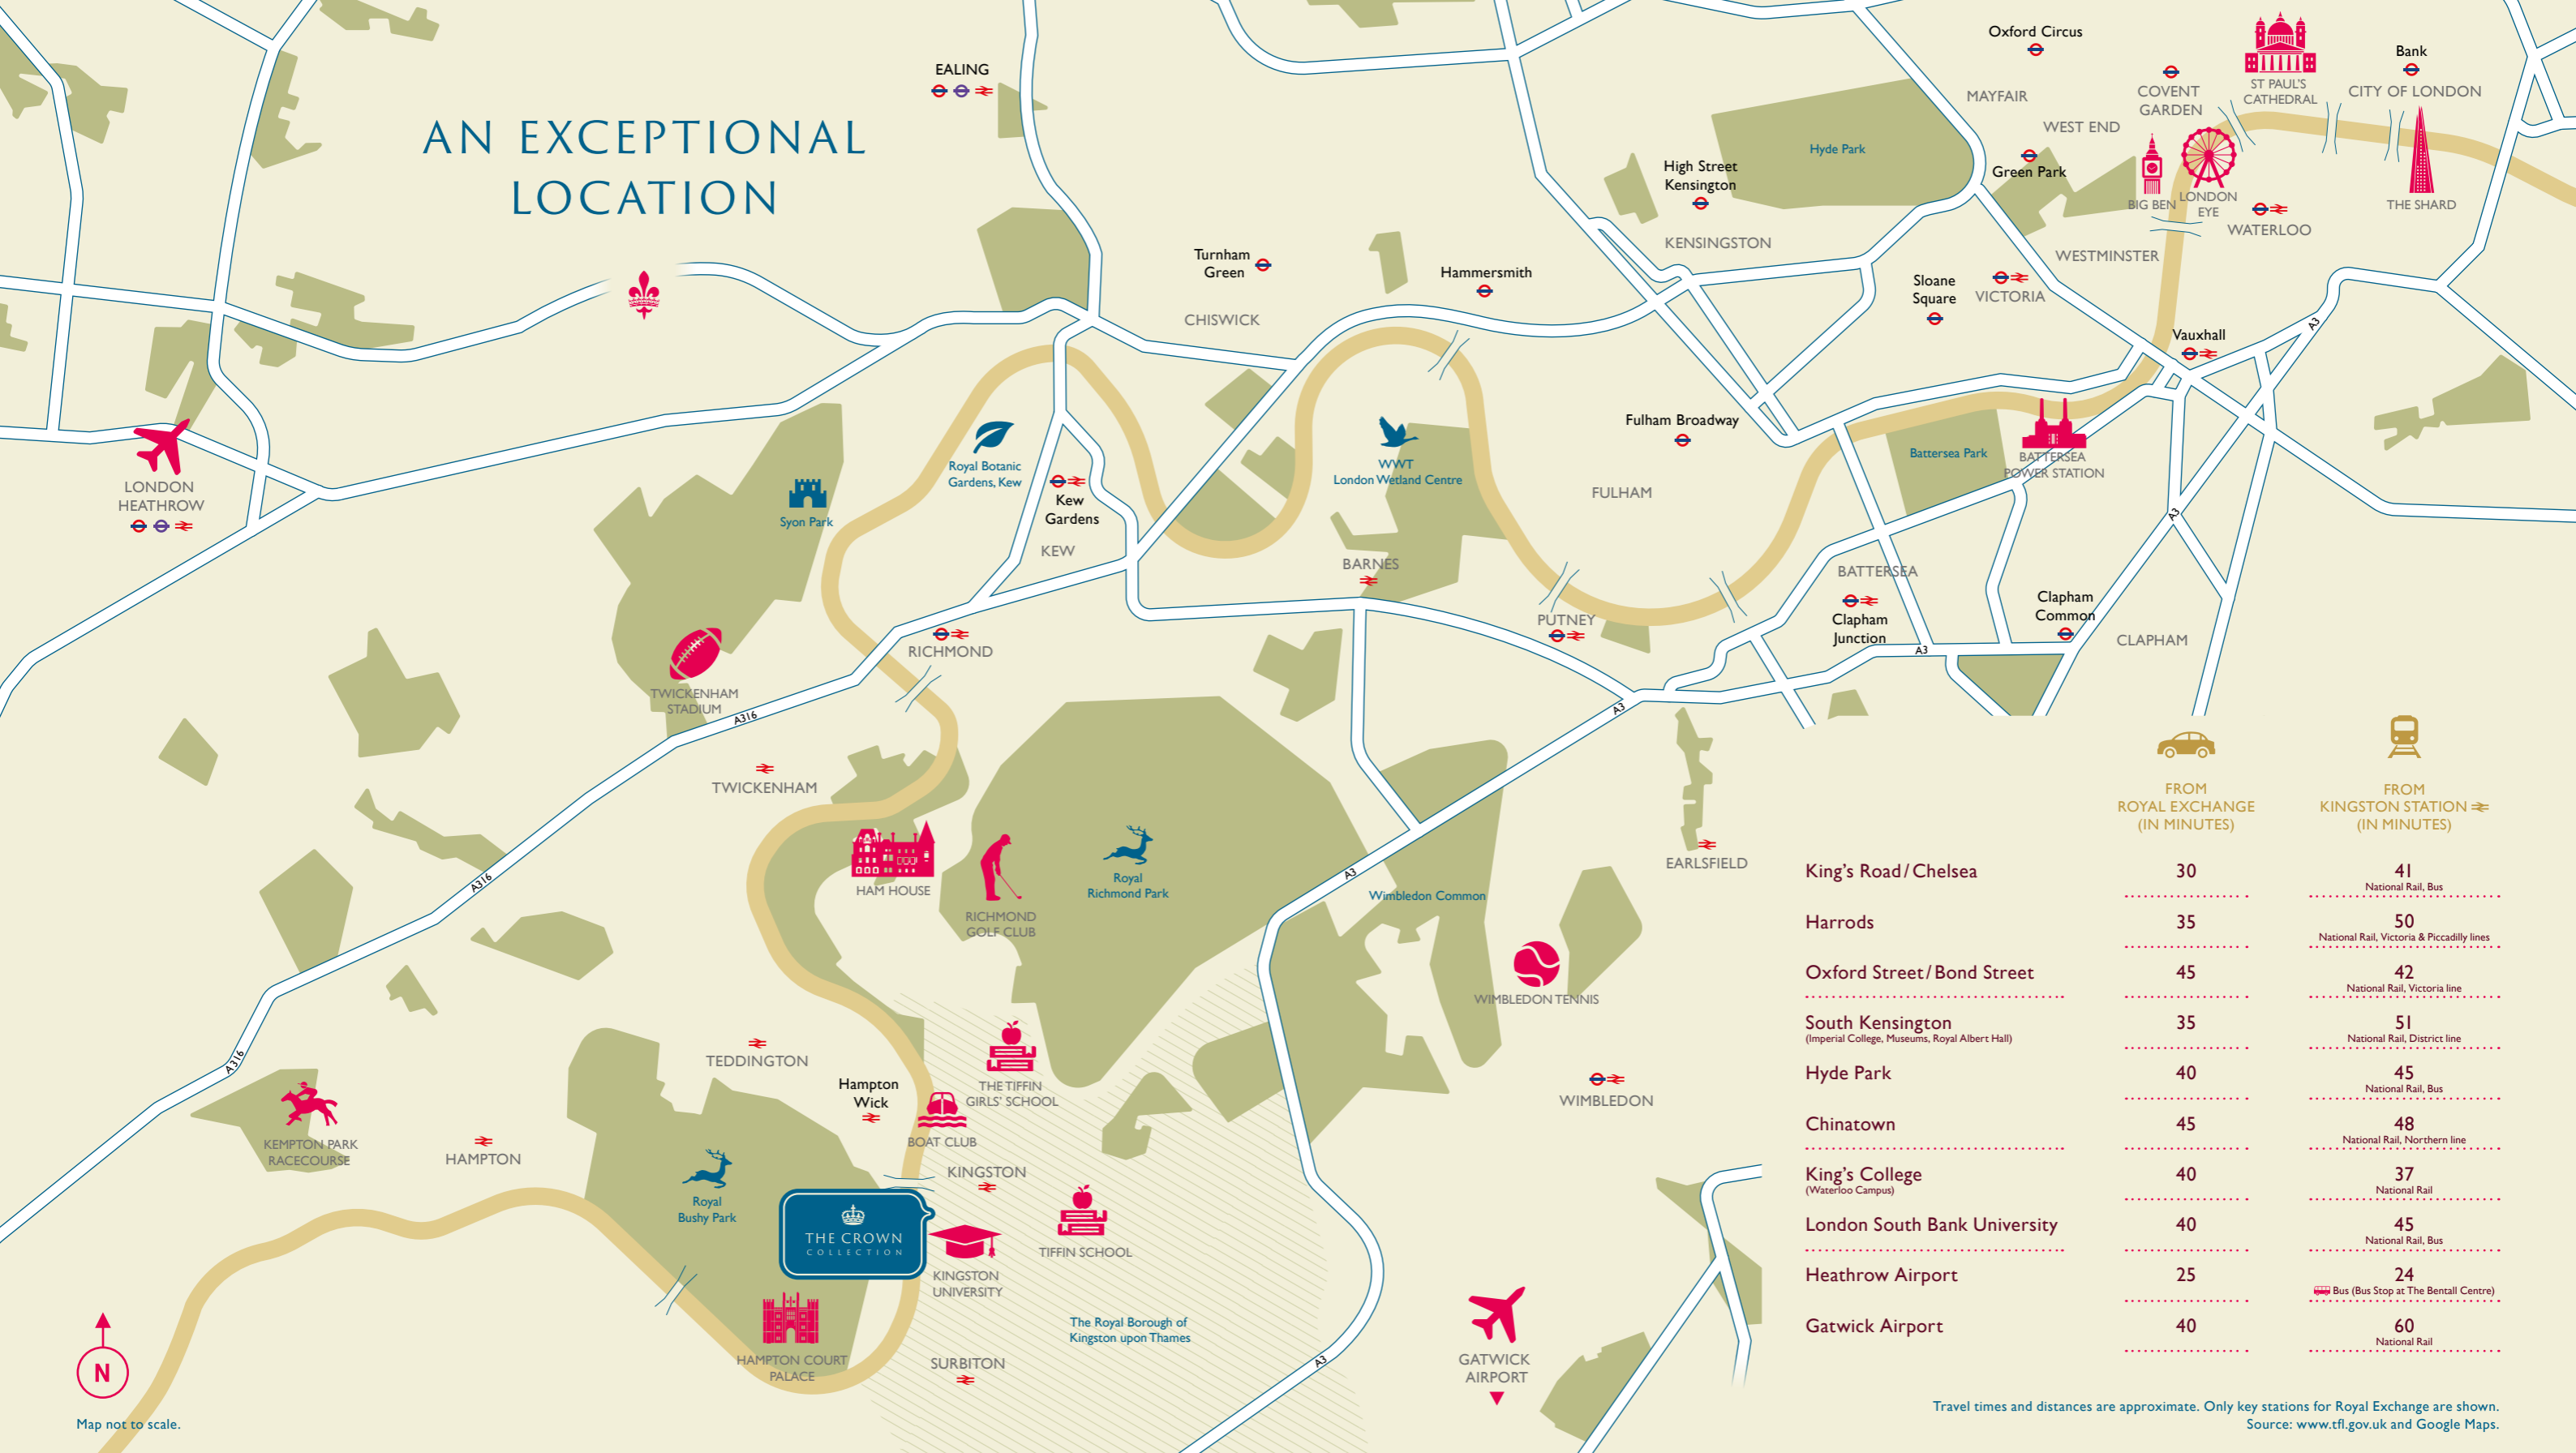 AN EXCEPTIONAL
LOCATION
EALING
Oxford Circus
Bank
MAYFAIR
COVENT
GARDEN
ST PAUL'S
CATHEDRAL
CITY OF LONDON
WEST END
Hyde Park
High Street
Kensington
Green Park
BIG BEN
LONDON
EYE
THE SHARD
WATERLOO
KENSINGTON
WESTMINSTER
Turnham
Green
Hammersmith
Sloane
Square
VICTORIA
CHISWICK
Vauxhall
A3
Fulham Broadway
LONDON
HEATHROW
Syon Park
Royal Botanic
Gardens, Kew
Kew
Gardens
KEW
WWT
London Wetland Centre
FULHAM
Battersea Park
BATTERSEA
POWER STATION
A3
BARNES
BATTERSEA
PUTNEY
Clapham
Junction
Clapham
Common
CLAPHAM
A3
RICHMOND
TWICKENHAM
STADIUM
A316
A3
TWICKENHAM
HAM HOUSE
RICHMOND
GOLF CLUB
Royal
Richmond Park
A3
Wimbledon Common
EARLSFIELD
A316
WIMBLEDON TENNIS
A316
TEDDINGTON
Hampton
Wick
THE TIFFIN
GIRLS' SCHOOL
BOAT CLUB
WIMBLEDON
KEMPTON PARK
RACECOURSE
HAMPTON
KINGSTON
Royal
Bushy Park
THE CROWN
COLLECTION
TIFFIN SCHOOL
KINGSTON
UNIVERSITY
The Royal Borough of
Kingston upon Thames
HAMPTON COURT
PALACE
SURBITON
A3
GATWICK
AIRPORT
N
Map not to scale.
FROM
ROYAL EXCHANGE
(IN MINUTES)
FROM
KINGSTON STATION
(IN MINUTES)
King's Road / Chelsea 30 41
National Rail, Bus
Harrods 35 50
National Rail, Victoria & Piccadilly lines
Oxford Street / Bond Street 45 42
National Rail, Victoria line
South Kensington 35 51
(Imperial College, Museums, Royal Albert Hall) National Rail, District line
Hyde Park 40 45
National Rail, Bus
Chinatown 45 48
National Rail, Northern line
King's College 40 37
(Waterloo Campus) National Rail
London South Bank University 40 45
National Rail, Bus
Heathrow Airport 25 24
Bus (Bus Stop at The Bentall Centre)
Gatwick Airport 40 60
National Rail
Travel times and distances are approximate. Only key stations for Royal Exchange are shown.
Source: www.tfl.gov.uk and Google Maps.